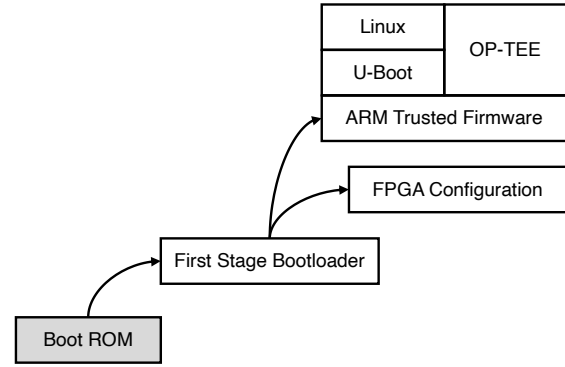 Linux
OP-TEE
U-Boot
ARM Trusted Firmware
FPGA Configuration
First Stage Bootloader
Boot ROM